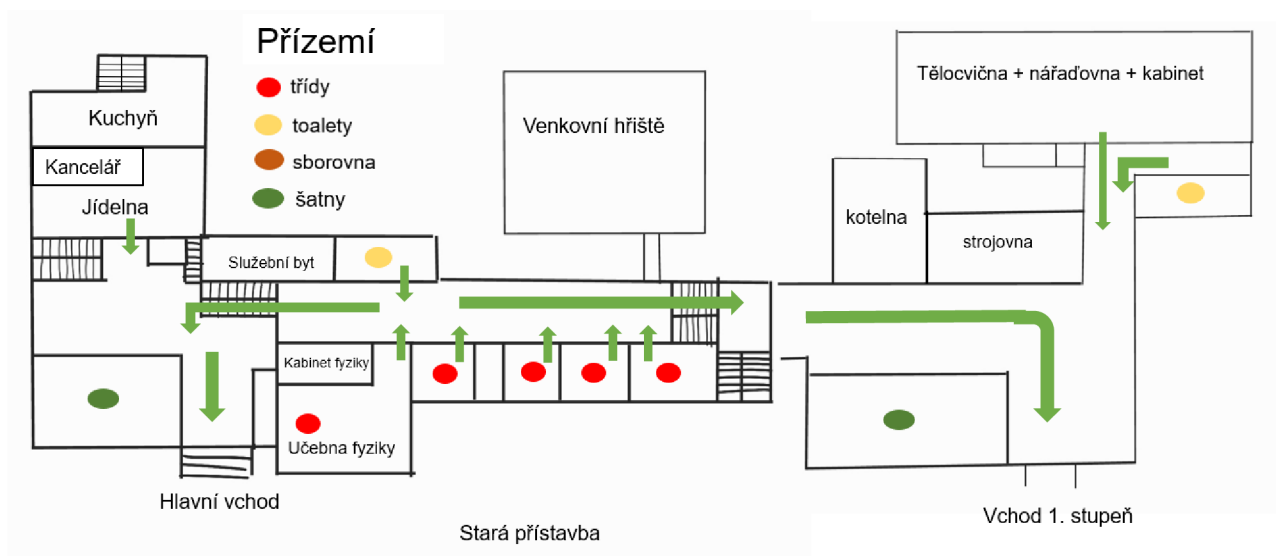 Přízemí
třídy
toalety
sborovna
šatny
Kuchyň
Kancelář
Jídelna
Služební byt
Venkovní hřiště
Tělocvična + nářaďovna + kabinet
kotelna
strojovna
Kabinet fyziky
Učebna fyziky
Hlavní vchod
Stará přístavba
Vchod 1. stupeň